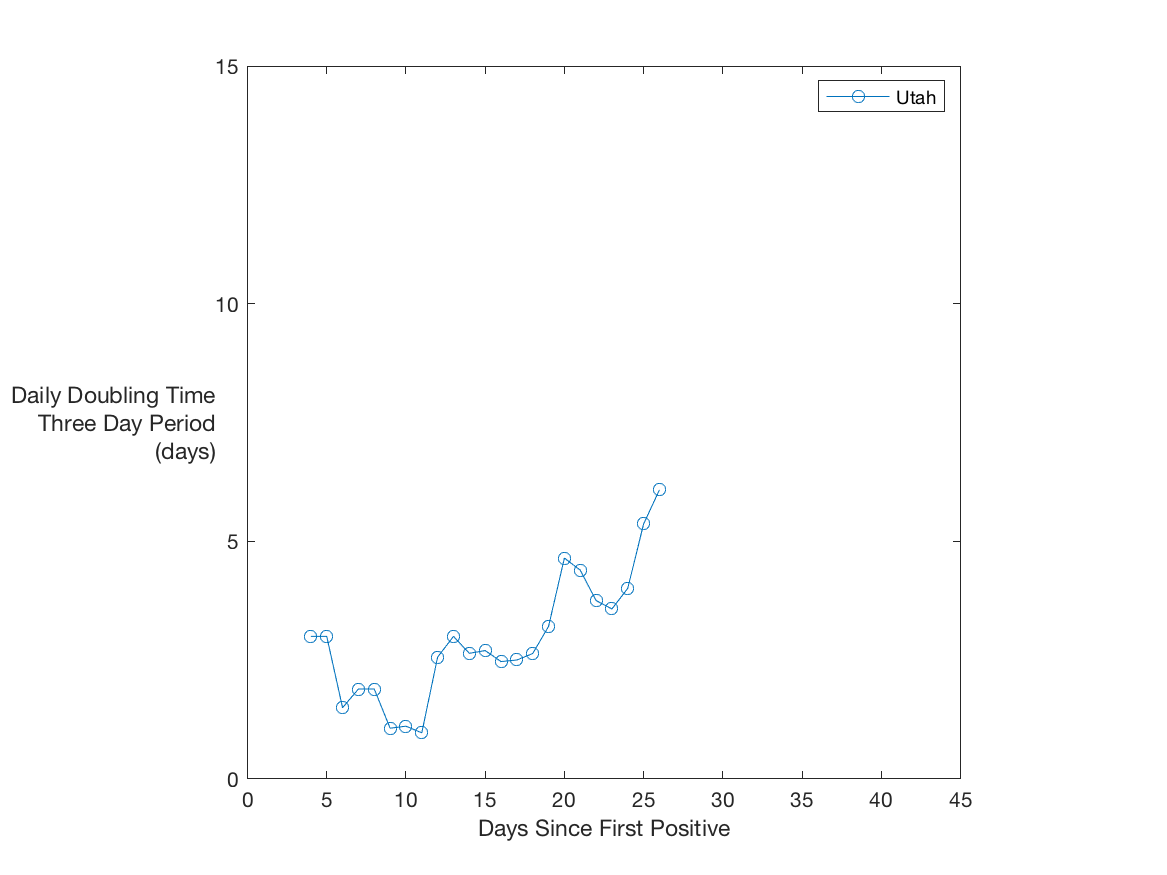 15
Utah
10
Daily Doubling Time
Three Day Period
(days)
5
0
0 5 10 15 20 25 30 35 40 45
Days Since First Positive